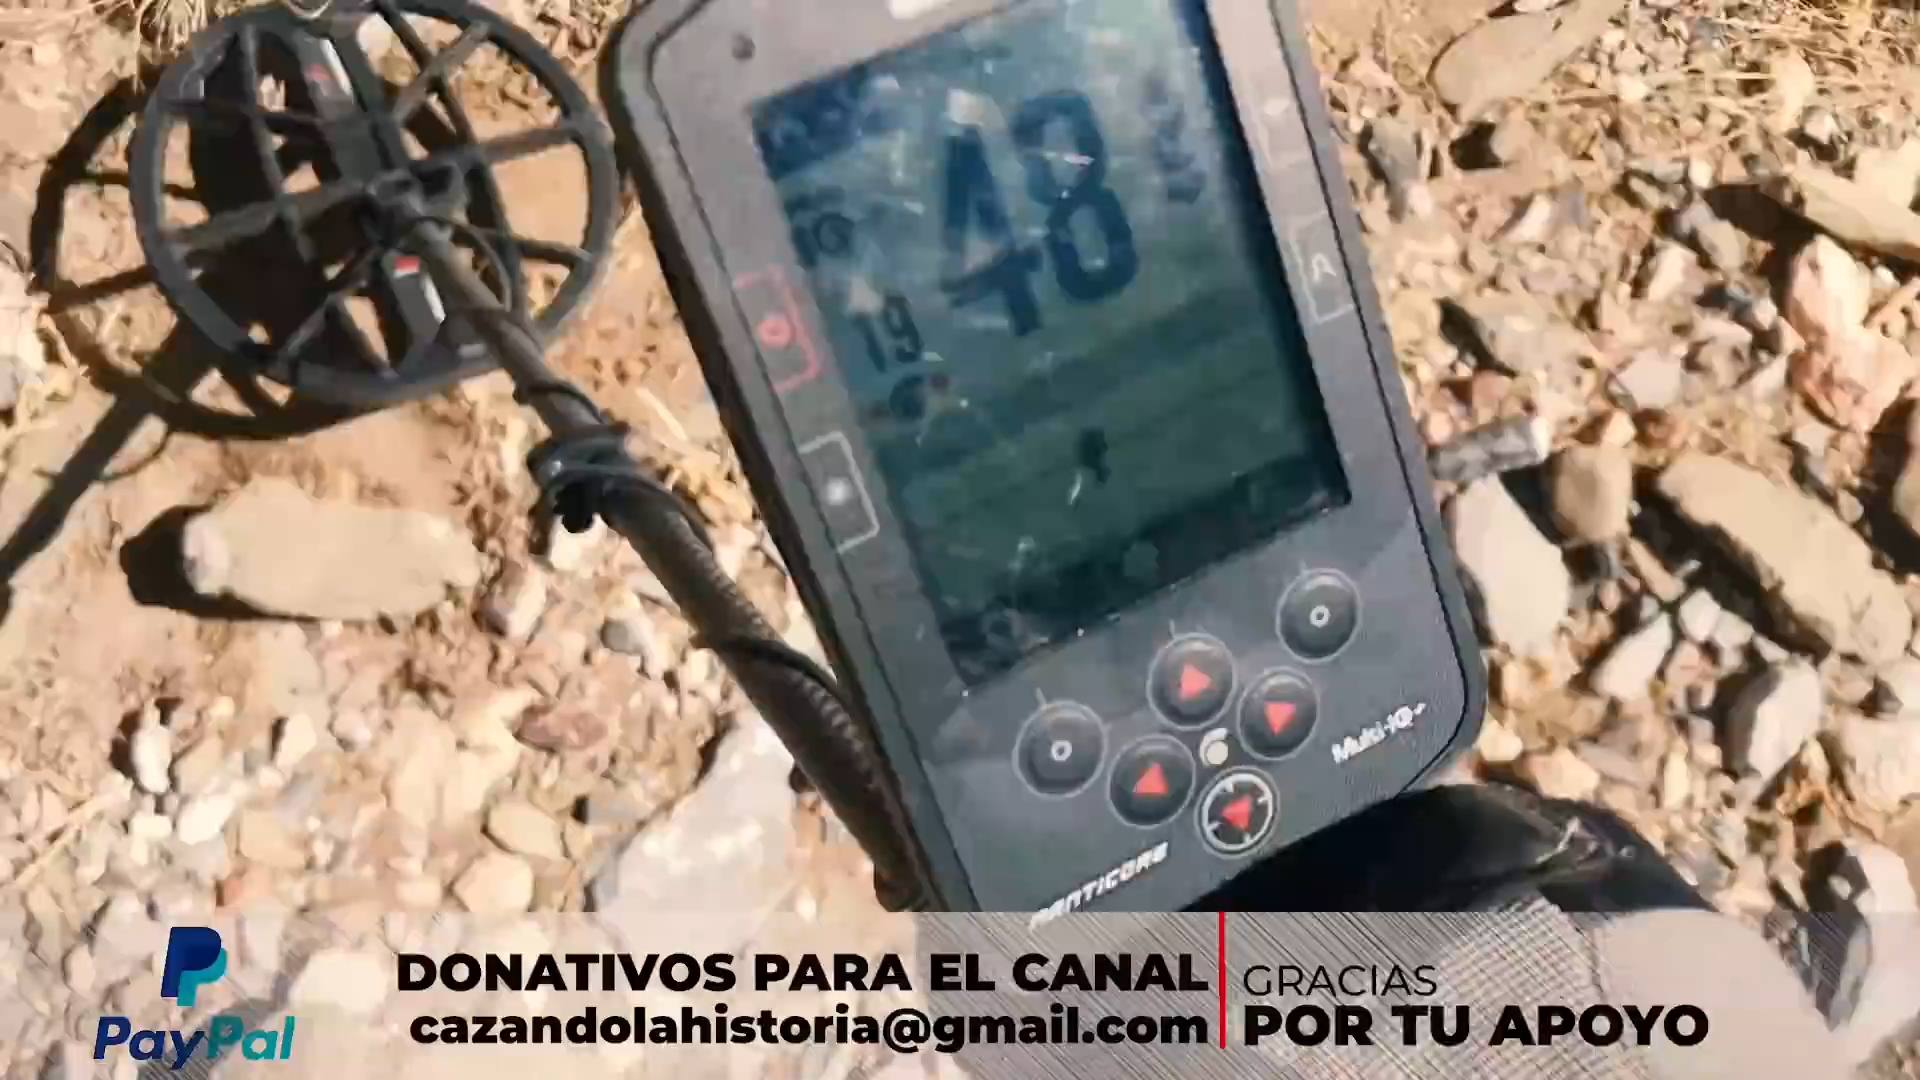 48
19
Multi-IQ+
MANTICORE
PayPal
DONATIVOS PARA EL CANAL
cazandolahistoria@gmail.com
GRACIAS
POR TU APOYO